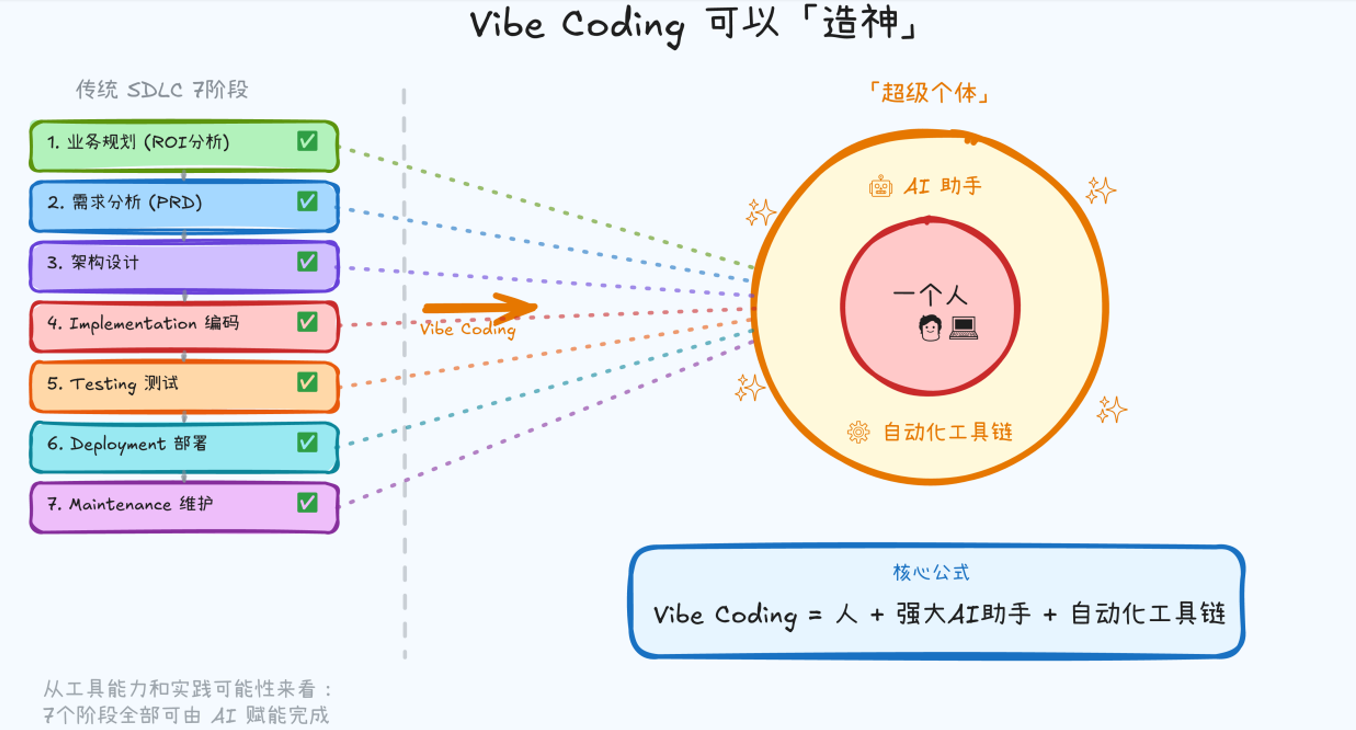 Vibe Coding 可以「造神」
传统 SDLC 7阶段
1. 业务规划 (ROI分析)
2. 需求分析 (PRD)
3. 架构设计
4. Implementation 编码
5. Testing 测试
6. Deployment 部署
7. Maintenance 维护
Vibe Coding
「超级个体」
AI 助手
一个人
自动化工具链
核心公式
Vibe Coding = 人 + 强大AI助手 + 自动化工具链
从工具能力和实践可能性来看：
7个阶段全部可由 AI 赋能完成